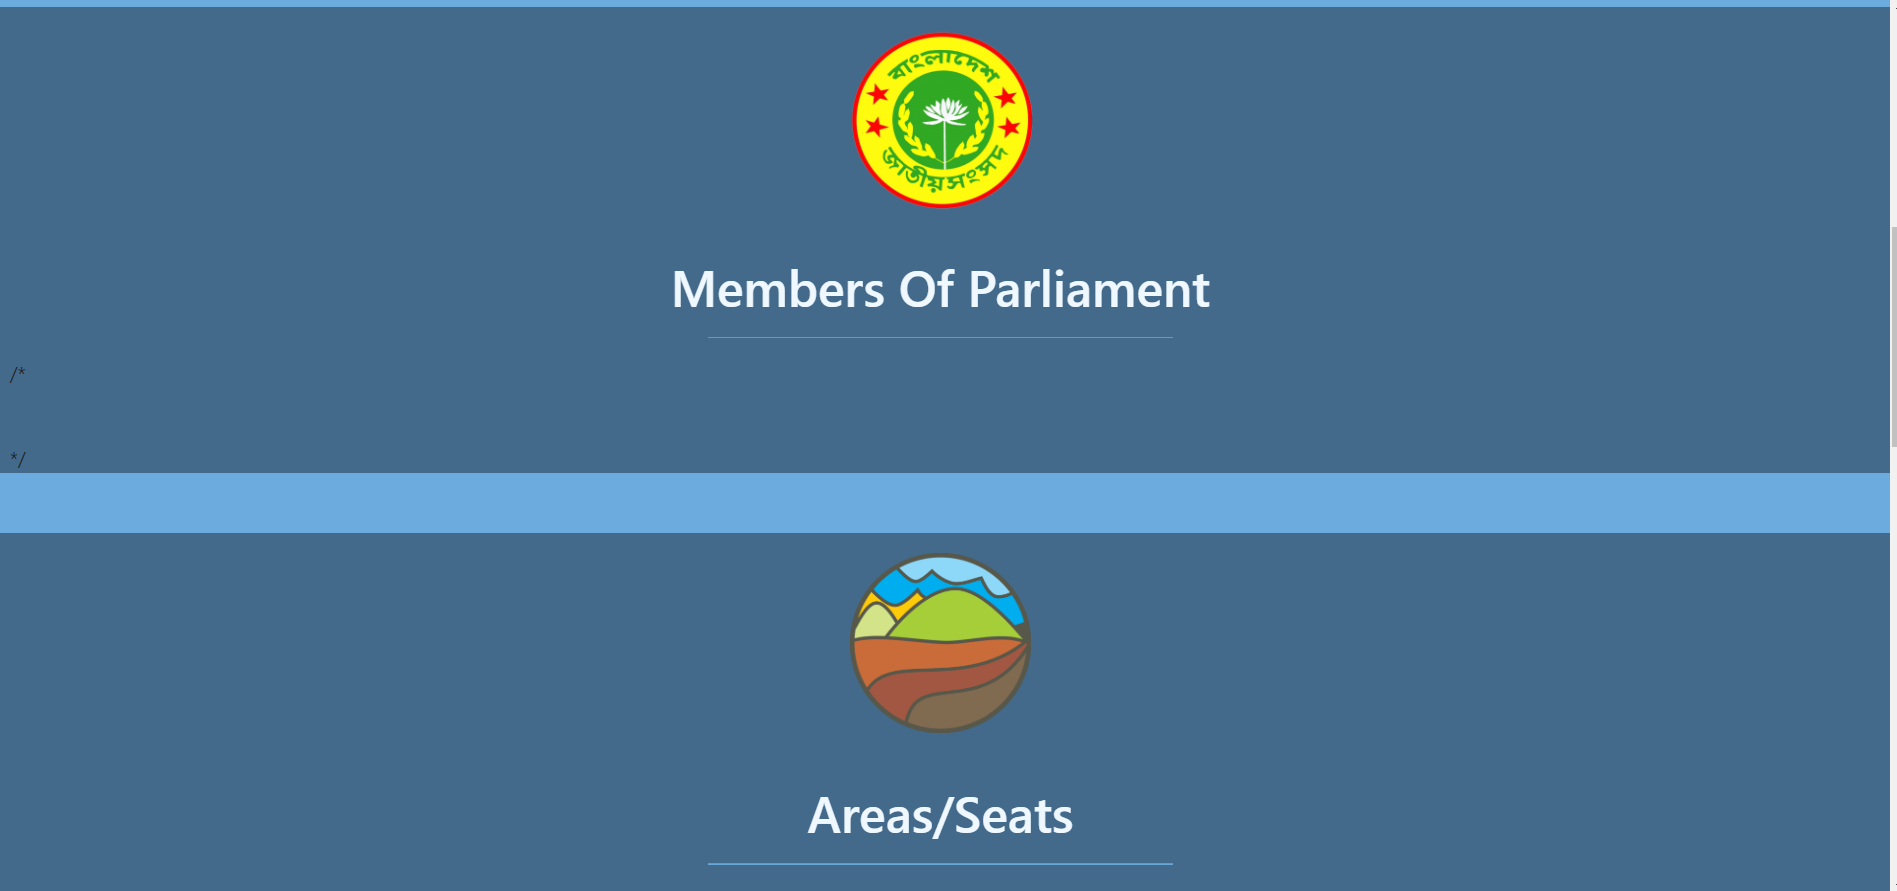 বাংলাদেশ
জাতীয় সংসদ
Members Of Parliament
/*
*/
Areas/Seats